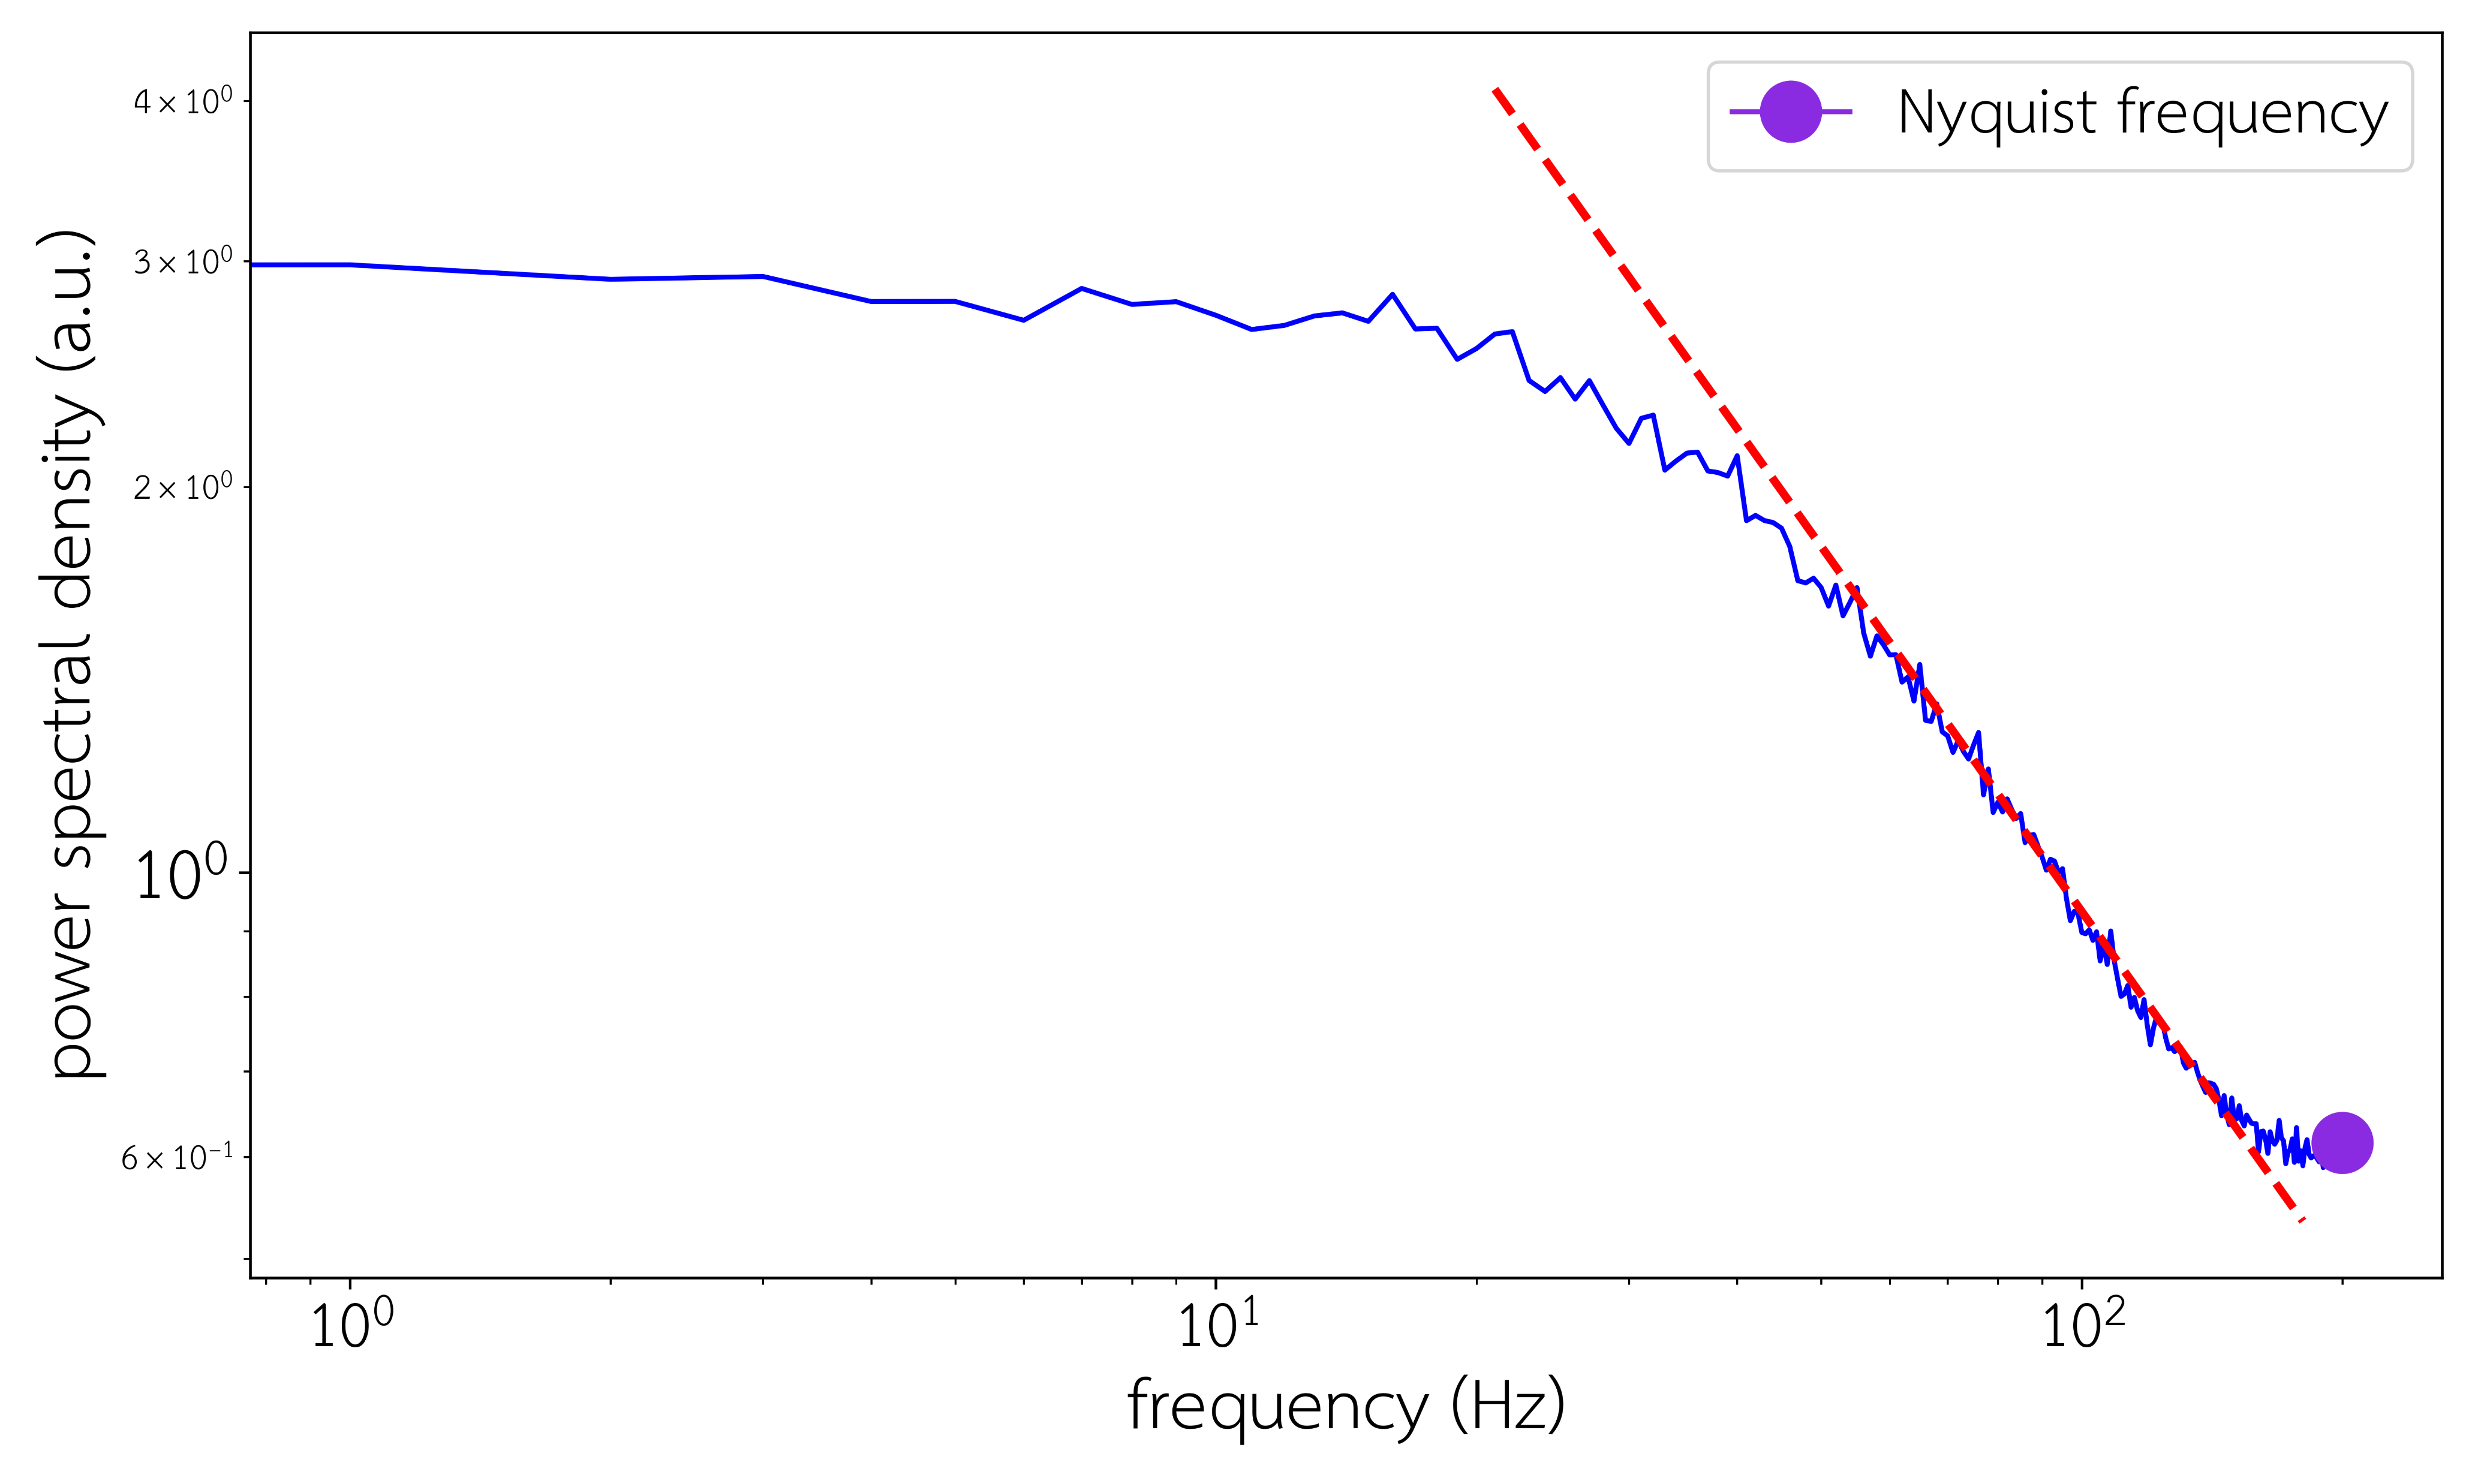 Nyquist frequency
4×10⁰
3×10⁰
2×10⁰
10⁰
6×10⁻¹
power spectral density (a.u.)
10⁰ 10¹ 10²
frequency (Hz)